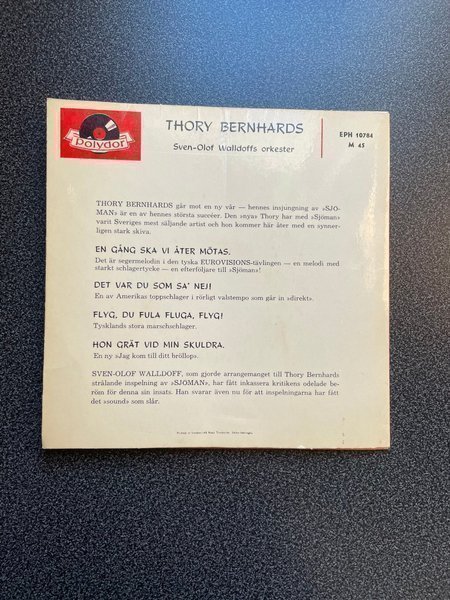 Polydor
THORY BERNHARDS
Sven-Olof Walldoffs orkester
EPH 10784
M 45
THORY BERNHARDS går mot en ny vår — hennes insjungning av »SJÖ-
MAN» är en av hennes största succéer. Den »nya» Thory har med »Sjöman»
varit Sveriges mest säljande artist och hon kommer här åter med en synner-
ligen stark skiva.
EN GÅNG SKA VI ÅTER MÖTAS.
Det är segermelodin i den tyska EUROVISIONS-tävlingen — en melodi med
starkt schlagertycke — en efterföljare till »Sjöman»!
DET VAR DU SOM SA' NEJ!
En av Amerikas toppschlager i rörligt valstempo som går in »direkt».
FLYG, DU FULA FLUGA, FLYG!
Tysklands stora marschschlager.
HON GRÄT VID MIN SKULDRA.
En ny »Jag kom till ditt bröllop».
SVEN-OLOF WALLDOFF, som gjorde arrangemanget till Thory Bernhards
strålande inspelning av »SJÖMAN», har fått inkassera kritikens odelade be-
röm för denna sin insats. Han svarar även nu för att inspelningarna har fått
det »sound» som slår.